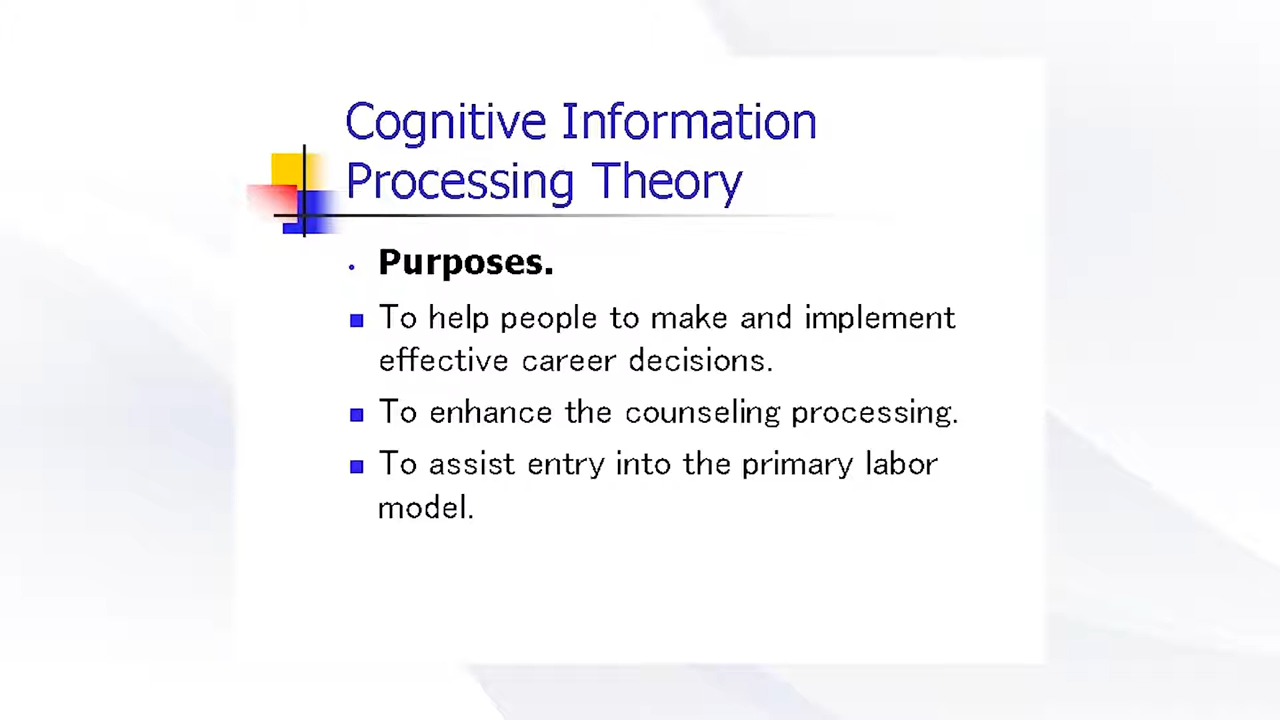 Cognitive Information
Processing Theory
• Purposes.
■ To help people to make and implement
effective career decisions.
■ To enhance the counseling processing.
■ To assist entry into the primary labor
model.